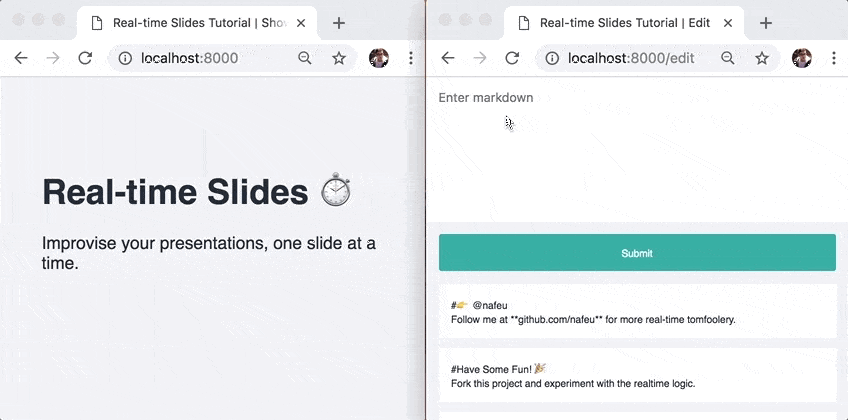 Real-time Slides Tutorial | Sho
localhost:8000
Real-time Slides ⏱
Improvise your presentations, one slide at a
time.
Real-time Slides Tutorial | Edit
localhost:8000/edit
Enter markdown
Submit
#👉 @nafeu
Follow me at **github.com/nafeu** for more real-time tomfoolery.
#Have Some Fun! 🎉
Fork this project and experiment with the realtime logic.